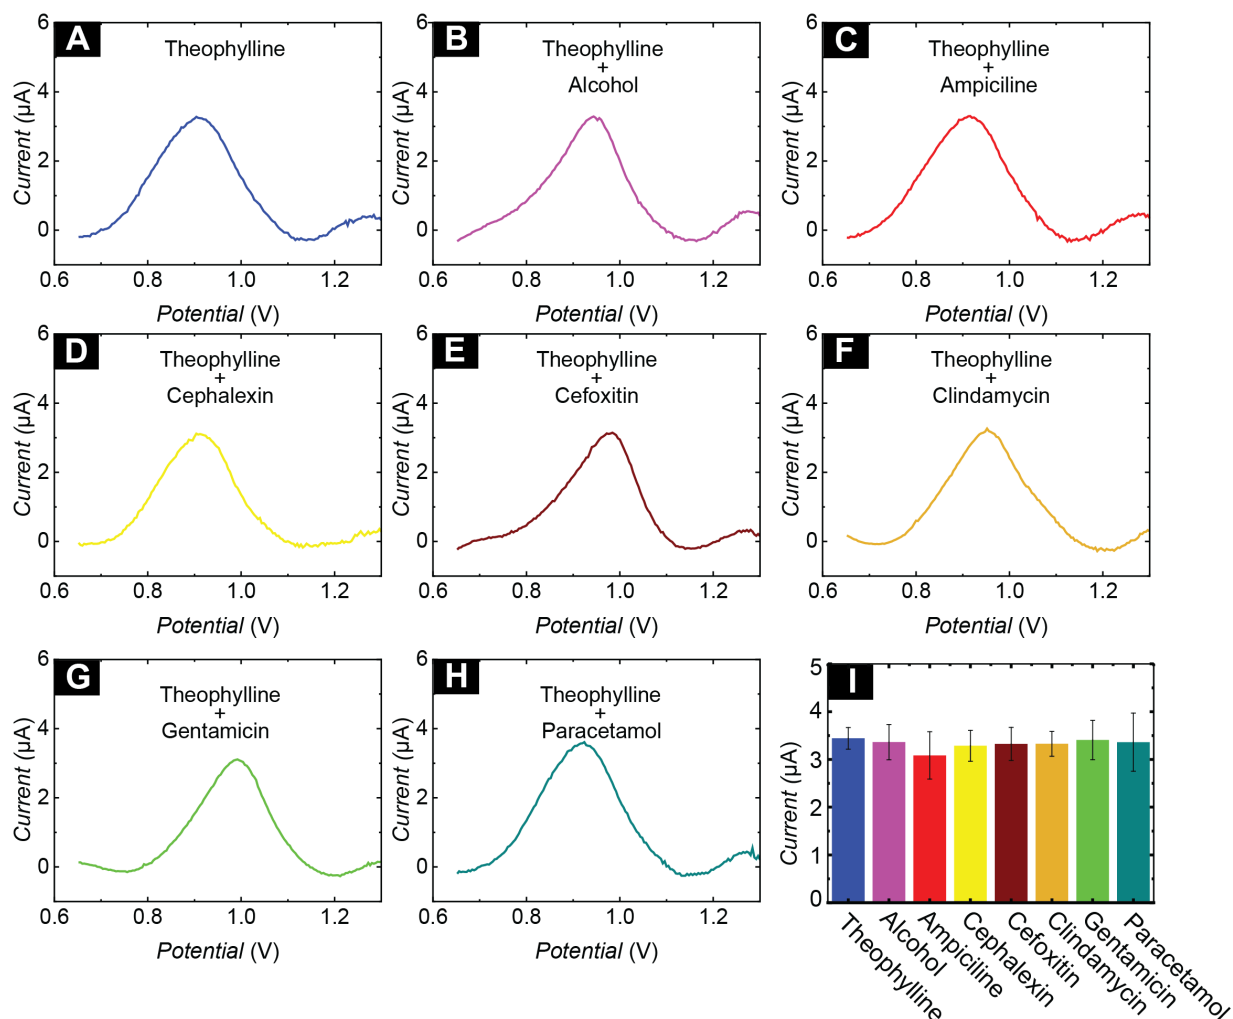 A
Theophylline
6
4
2
0
Current (μA)
0.6 0.8 1.0 1.2
Potential (V)
B
Theophylline
+
Alcohol
6
4
2
0
Current (μA)
0.6 0.8 1.0 1.2
Potential (V)
C
Theophylline
+
Ampiciline
6
4
2
0
Current (μA)
0.6 0.8 1.0 1.2
Potential (V)
D
Theophylline
+
Cephalexin
6
4
2
0
Current (μA)
0.6 0.8 1.0 1.2
Potential (V)
E
Theophylline
+
Cefoxitin
6
4
2
0
Current (μA)
0.6 0.8 1.0 1.2
Potential (V)
F
Theophylline
+
Clindamycin
6
4
2
0
Current (μA)
0.6 0.8 1.0 1.2
Potential (V)
G
Theophylline
+
Gentamicin
6
4
2
0
Current (μA)
0.6 0.8 1.0 1.2
Potential (V)
H
Theophylline
+
Paracetamol
6
4
2
0
Current (μA)
0.6 0.8 1.0 1.2
Potential (V)
I
5
4
3
2
1
0
Current (μA)
Theophylline
Alcohol
Ampiciline
Cephalexin
Cefoxitin
Clindamycin
Gentamicin
Paracetamol